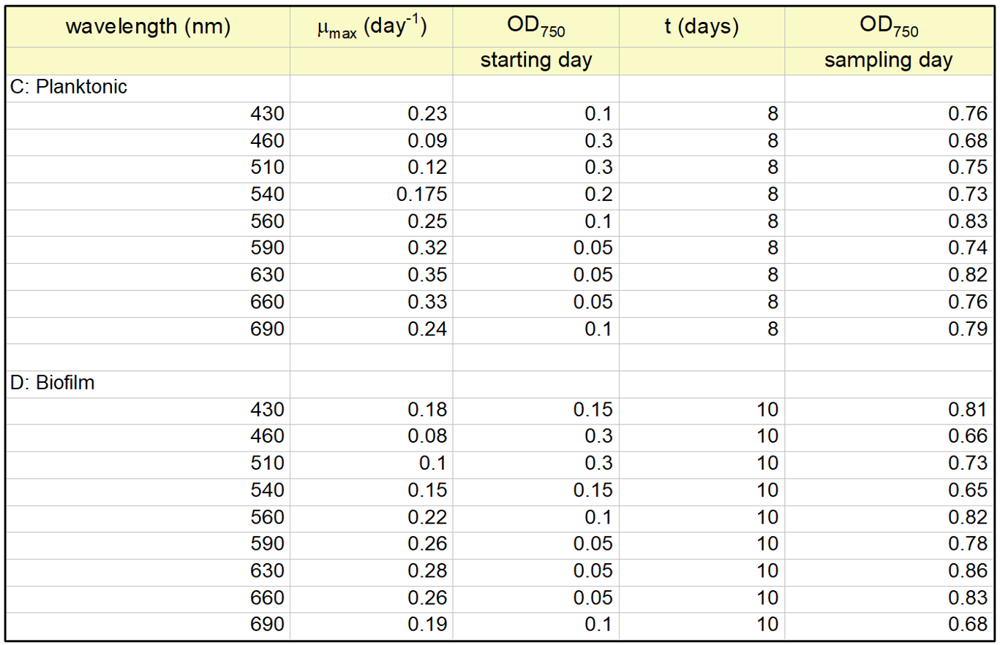 wavelength (nm) μmax (day-1) OD750 t (days) OD750
starting day sampling day
C: Planktonic
430 0.23 0.1 8 0.76
460 0.09 0.3 8 0.68
510 0.12 0.3 8 0.75
540 0.175 0.2 8 0.73
560 0.25 0.1 8 0.83
590 0.32 0.05 8 0.74
630 0.35 0.05 8 0.82
660 0.33 0.05 8 0.76
690 0.24 0.1 8 0.79
D: Biofilm
430 0.18 0.15 10 0.81
460 0.08 0.3 10 0.66
510 0.1 0.3 10 0.73
540 0.15 0.15 10 0.65
560 0.22 0.1 10 0.82
590 0.26 0.05 10 0.78
630 0.28 0.05 10 0.86
660 0.26 0.05 10 0.83
690 0.19 0.1 10 0.68